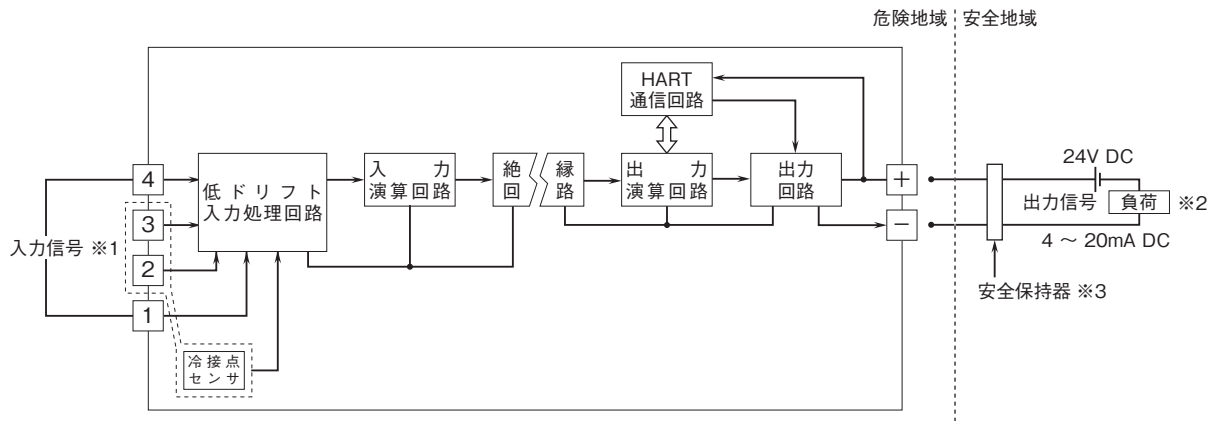 危険地域
安全地域
HART
通信回路
24V DC
4
3
2
1
入力信号 ※1
低ドリフト
入力処理回路
入力
演算回路
絶縁
回路
出力
演算回路
出力
回路
+
−
出力信号
負荷 ※2
4 ~ 20mA DC
安全保持器 ※3
冷接点
センサ